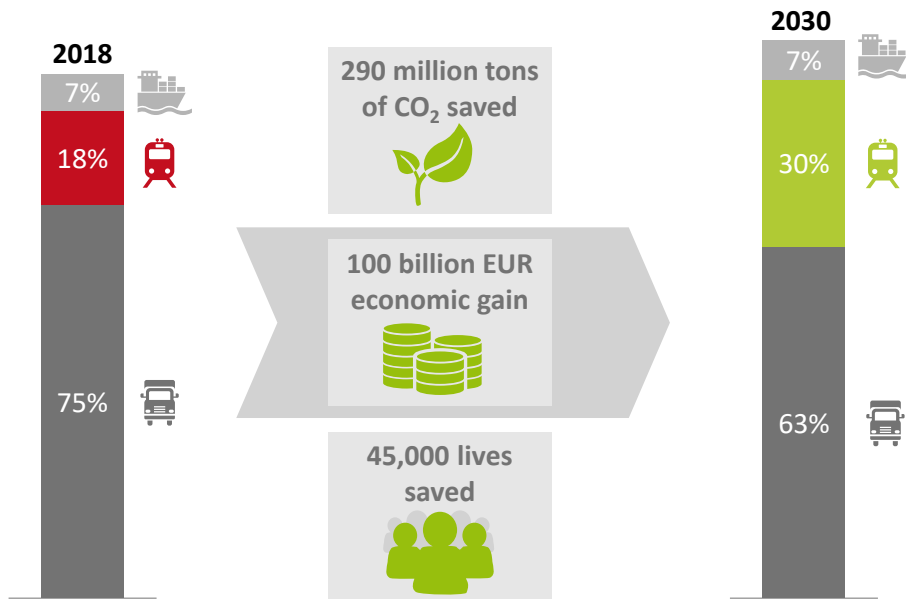 2018
7%
18%
75%
290 million tons
of CO₂ saved
100 billion EUR
economic gain
45,000 lives
saved
2030
7%
30%
63%